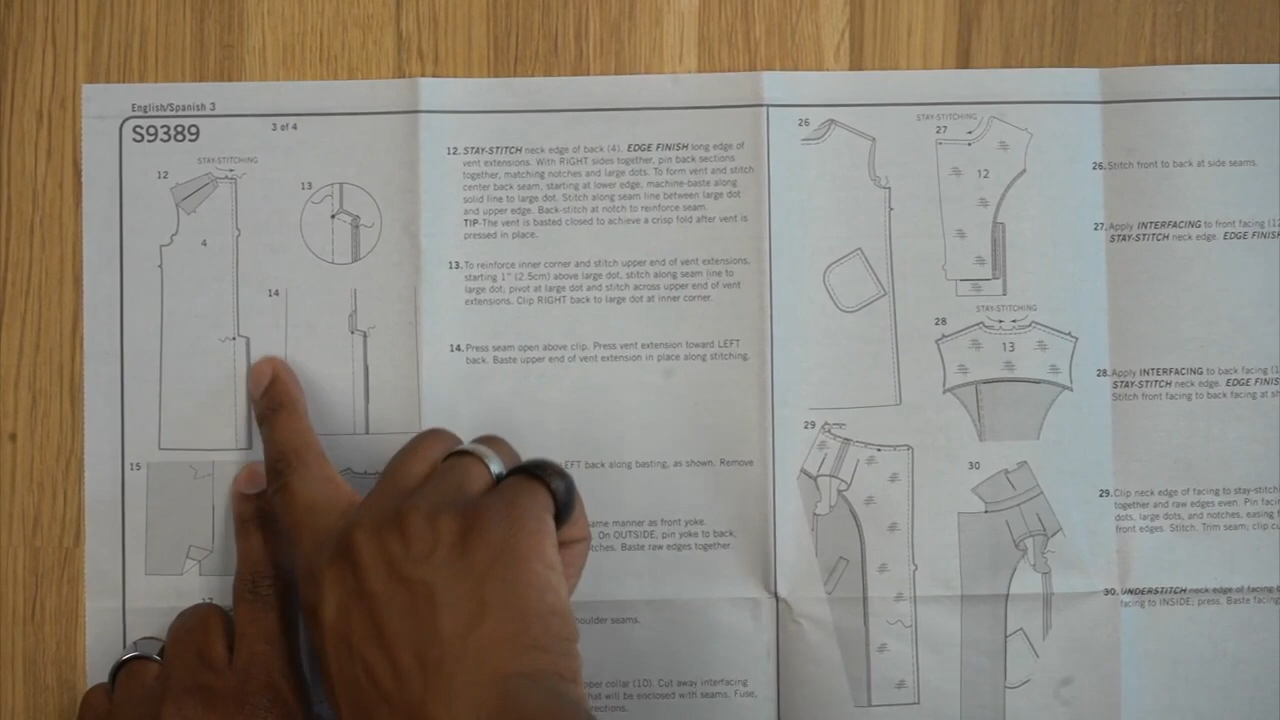 English/Spanish 3
S9389
3 of 4
STAY-STITCHING
12
4
13
14
15
12. STAY-STITCH neck edge of back (4). EDGE FINISH long edge of
vent extensions. With RIGHT sides together, pin back sections
together, matching notches and large dots. To form vent and stitch
center back seam, starting at lower edge, machine-baste along
solid line to large dot. Stitch along seam line between large dot
and upper edge. Back-stitch at notch to reinforce seam.
TIP-The vent is basted closed to achieve a crisp fold after vent is
pressed in place.
13. To reinforce inner corner and stitch upper end of vent extensions,
starting 1" (2.5cm) above large dot, stitch along seam line to
large dot; pivot at large dot and stitch across upper end of vent
extensions. Clip RIGHT back to large dot at inner corner.
14. Press seam open above clip. Press vent extension toward LEFT
back. Baste upper end of vent extension in place along stitching.
LEFT back along basting, as shown. Remove
same manner as front yoke.
On OUTSIDE, pin yoke to back,
Baste raw edges together.
shoulder seams.
collar (10). Cut away interfacing
that will be enclosed with seams. Fuse,
26
STAY-STITCHING
27
12
STAY-STITCHING
28
13
29
30
26. Stitch front to back at side seams.
27. Apply INTERFACING to front facing
STAY-STITCH neck edge. EDGE
28. Apply INTERFACING to back facing
STAY-STITCH neck edge. EDGE
Stitch front facing to back facing at
29. Clip neck edge of facing to
together and raw edges even. Pin
dots, large dots, and notches, easing
front edges. Stitch. Trim seam; clip
30. UNDERSTITCH neck edge of facing
facing to INSIDE; press. Baste facing